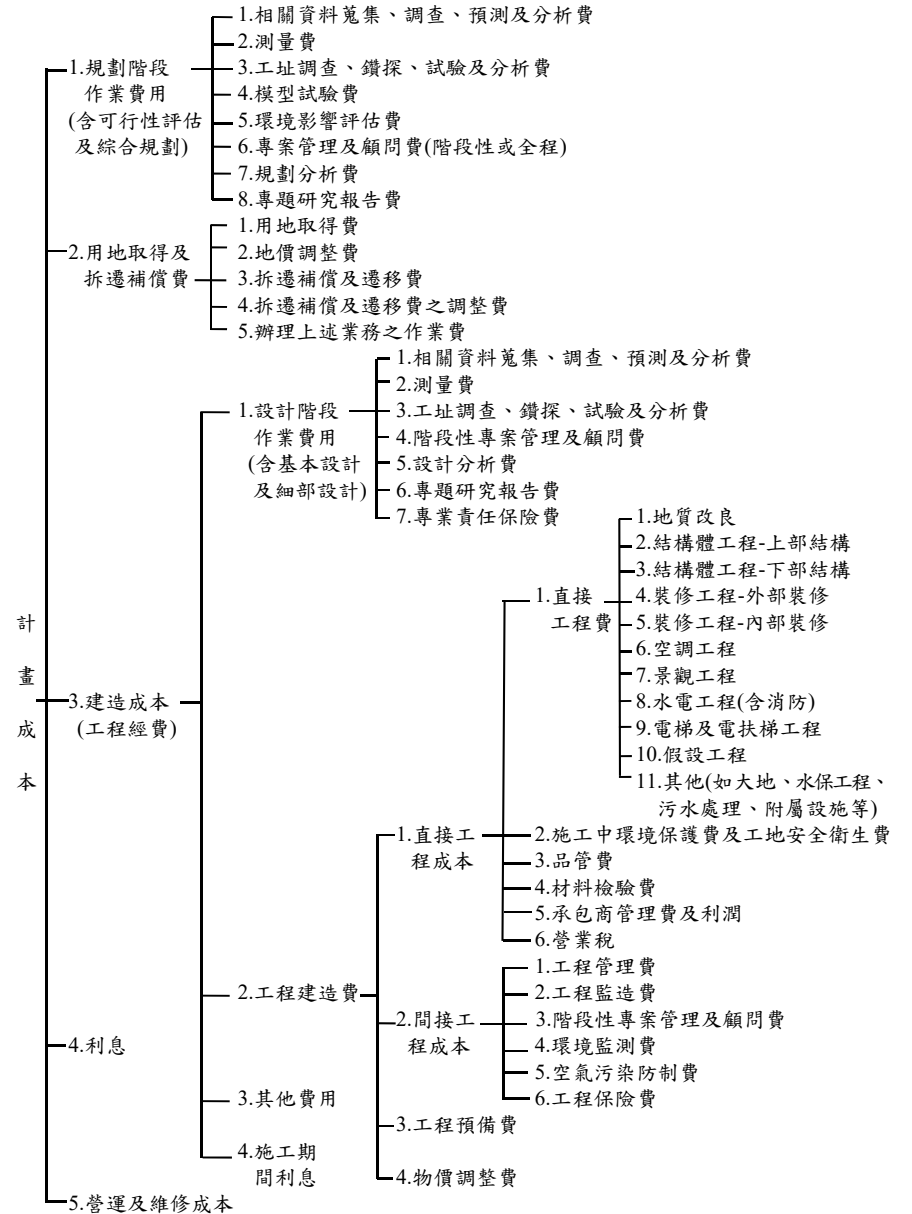 計畫成本
1.規劃階段
作業費用
(含可行性評估
及綜合規劃)
1.相關資料蒐集、調查、預測及分析費
2.測量費
3.工址調查、鑽探、試驗及分析費
4.模型試驗費
5.環境影響評估費
6.專案管理及顧問費(階段性或全程)
7.規劃分析費
8.專題研究報告費
2.用地取得及
拆遷補償費
1.用地取得費
2.地價調整費
3.拆遷補償及遷移費
4.拆遷補償及遷移費之調整費
5.辦理上述業務之作業費
3.建造成本
(工程經費)
1.設計階段
作業費用
(含基本設計
及細部設計)
1.相關資料蒐集、調查、預測及分析費
2.測量費
3.工址調查、鑽探、試驗及分析費
4.階段性專案管理及顧問費
5.設計分析費
6.專題研究報告費
7.專業責任保險費
2.工程建造費
1.直接工
程成本
1.直接
工程費
1.地質改良
2.結構體工程-上部結構
3.結構體工程-下部結構
4.裝修工程-外部裝修
5.裝修工程-內部裝修
6.空調工程
7.景觀工程
8.水電工程(含消防)
9.電梯及電扶梯工程
10.假設工程
11.其他(如大地、水保工程、
污水處理、附屬設施等)
2.施工中環境保護費及工地安全衛生費
3.品管費
4.材料檢驗費
5.承包商管理費及利潤
6.營業稅
2.間接工
程成本
1.工程管理費
2.工程監造費
3.階段性專案管理及顧問費
4.環境監測費
5.空氣污染防制費
6.工程保險費
3.工程預備費
4.物價調整費
3.其他費用
4.施工期
間利息
4.利息
5.營運及維修成本